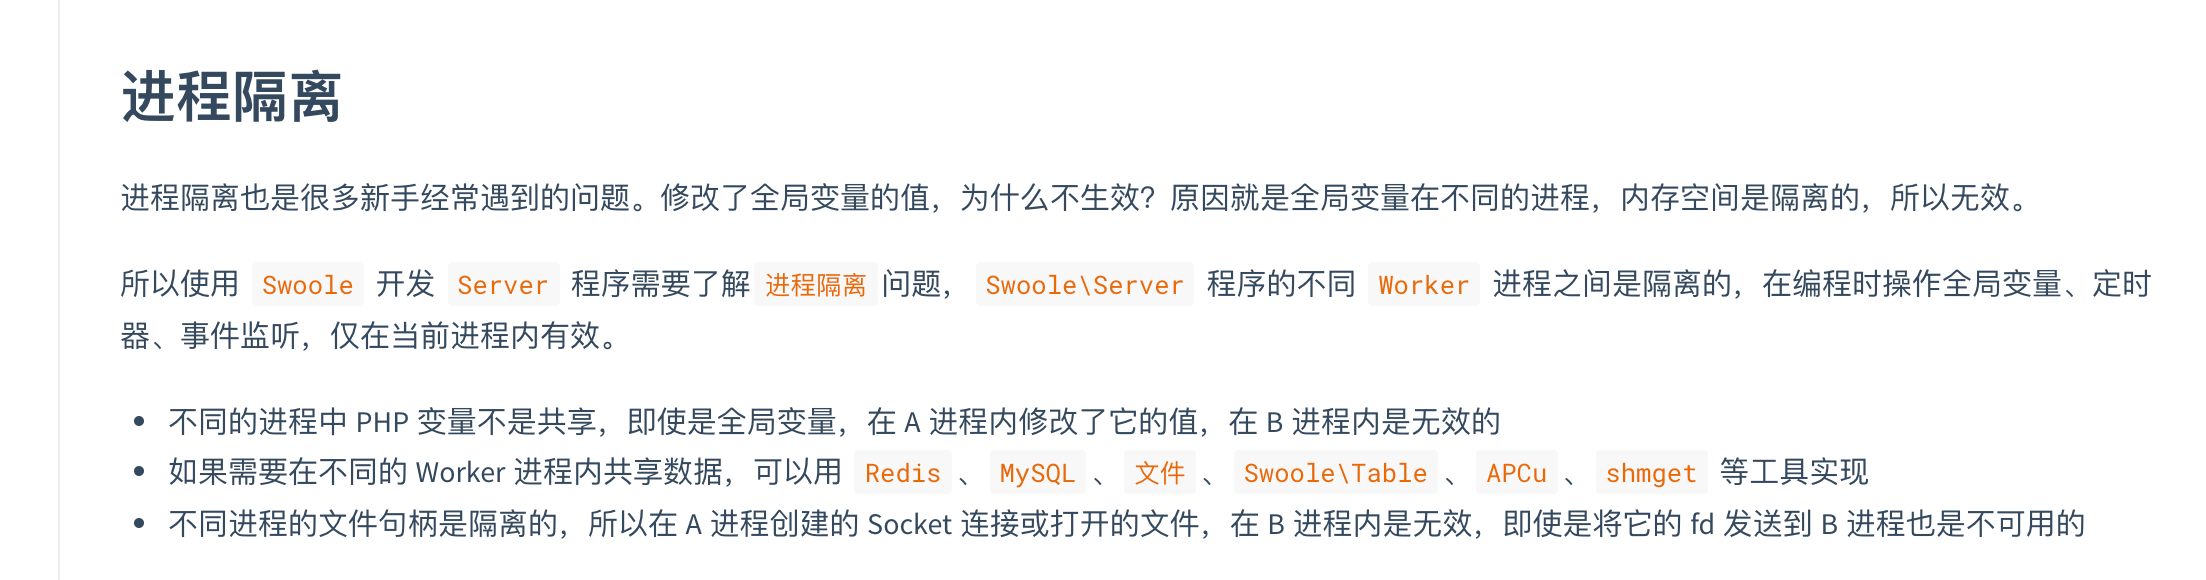 进程隔离
进程隔离也是很多新手经常遇到的问题。修改了全局变量的值，为什么不生效？原因就是全局变量在不同的进程，内存空间是隔离的，所以无效。
所以使用 Swoole 开发 Server 程序需要了解 进程隔离 问题， Swoole\Server 程序的不同 Worker 进程之间是隔离的，在编程时操作全局变量、定时
器、事件监听，仅在当前进程内有效。
• 不同的进程中 PHP 变量不是共享，即使是全局变量，在 A 进程内修改了它的值，在 B 进程内是无效的
• 如果需要在不同的 Worker 进程内共享数据，可以用 Redis 、 MySQL 、 文件 、 Swoole\Table 、 APCu 、 shmget 等工具实现
• 不同进程的文件句柄是隔离的，所以在 A 进程创建的 Socket 连接或打开的文件，在 B 进程内是无效，即使是将它的 fd 发送到 B 进程也是不可用的